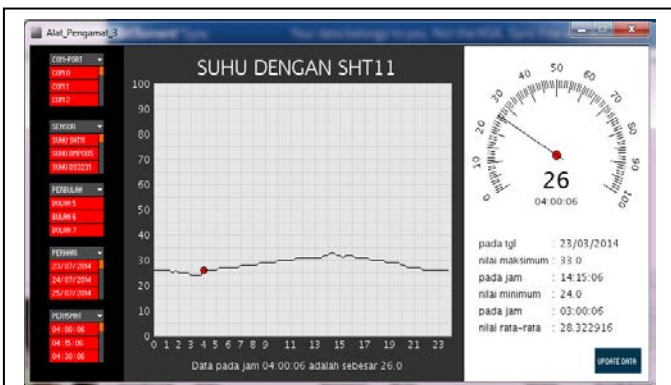 Alat_Pengamat_3
COM-PORT
COM 0
COM 1
COM 2
SENSOR
SUHU SHT11
SUHU BMP085
SUHU DS3231
PERBULAN
BULAN 5
BULAN 6
BULAN 7
PERHARI
23/07/2014
24/07/2014
25/07/2014
04:00:06
04:15:06
04:30:06
SUHU DENGAN SHT11
100
90
80
70
60
50
40
30
20
10
0
0 1 2 3 4 5 6 7 8 9 11 13 15 17 19 21 23
Data pada jam 04:00:06 adalah sebesar 26.0
0 10 20 30 40 50 60 70 80 90 100
26
04:00:06
pada tgl : 23/03/2014
nilai maksimum : 33.0
pada jam : 14:15:06
nilai minimum : 24.0
pada jam : 03:00:06
nilai rata-rata : 28.322916
UPDATE DATA